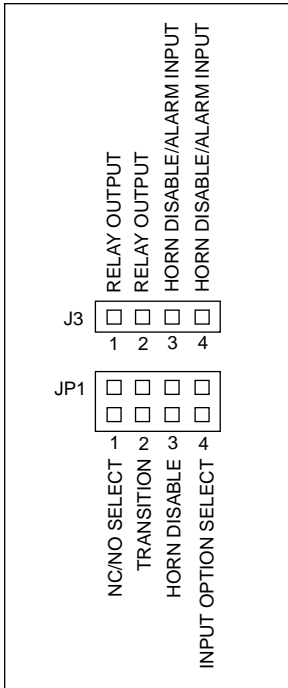 RELAY OUTPUT
RELAY OUTPUT
HORN DISABLE/ALARM INPUT
HORN DISABLE/ALARM INPUT
J3
1 2 3 4
JP1
1 2 3 4
NC/NO SELECT
TRANSITION
HORN DISABLE
INPUT OPTION SELECT